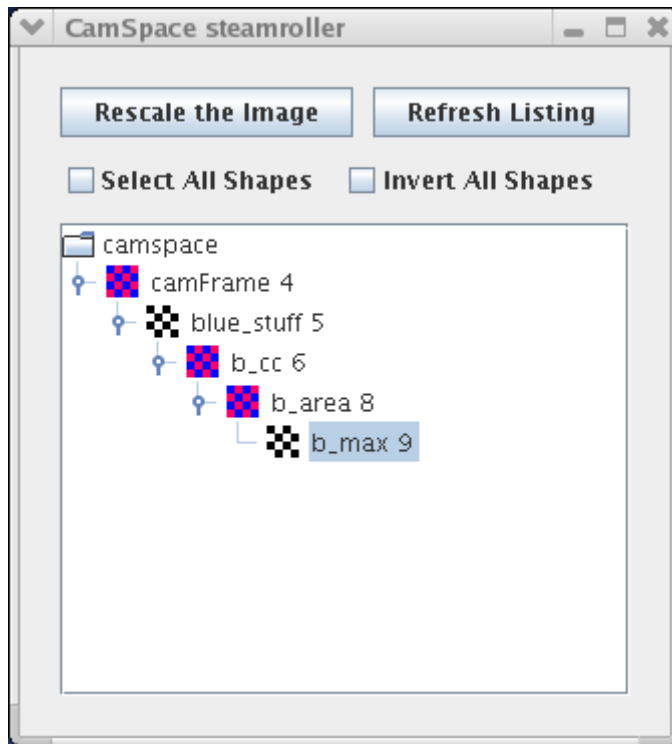 CamSpace steamroller
Rescale the Image Refresh Listing
Select All Shapes Invert All Shapes
camspace
camFrame 4
blue_stuff 5
b_cc 6
b_area 8
b_max 9